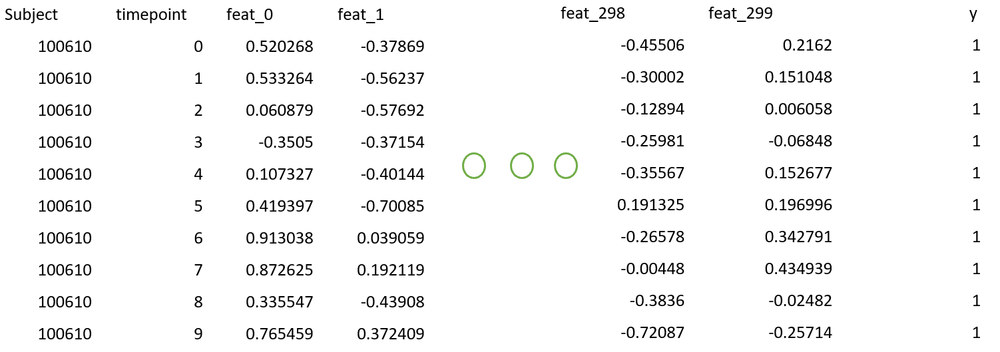 Subject timepoint feat_0 feat_1 feat_298 feat_299 y
100610 0 0.520268 -0.37869 -0.45506 0.2162 1
100610 1 0.533264 -0.56237 -0.30002 0.151048 1
100610 2 0.060879 -0.57692 -0.12894 0.006058 1
100610 3 -0.3505 -0.37154 -0.25981 -0.06848 1
100610 4 0.107327 -0.40144 -0.35567 0.152677 1
100610 5 0.419397 -0.70085 0.191325 0.196996 1
100610 6 0.913038 0.039059 -0.26578 0.342791 1
100610 7 0.872625 0.192119 -0.00448 0.434939 1
100610 8 0.335547 -0.43908 -0.3836 -0.02482 1
100610 9 0.765459 0.372409 -0.72087 -0.25714 1